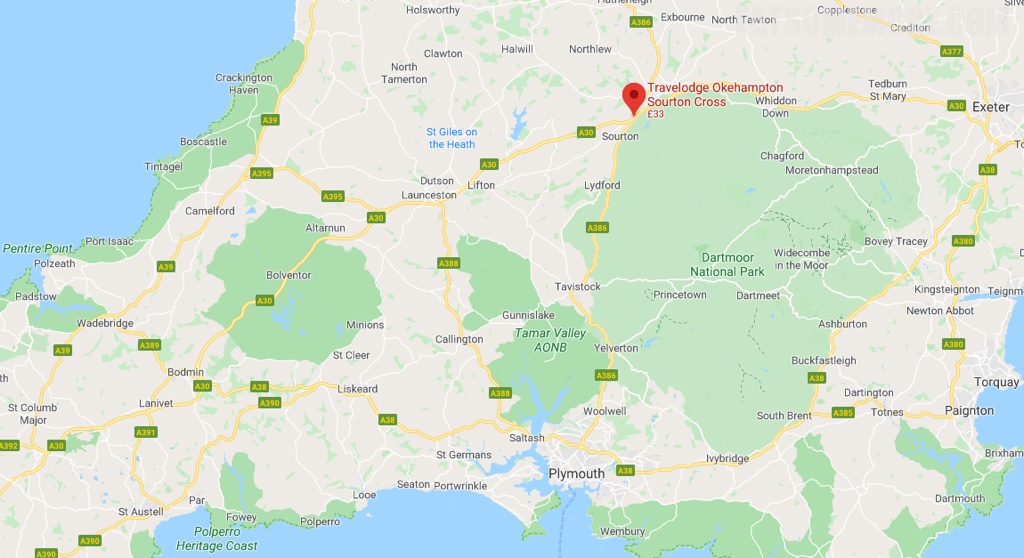 Holsworthy
Hatherleigh
Exbourne
North Tawton
Copplestone
Crediton
A386
A377
Clawton
Halwill
Northlew
North
Tamerton
Crackington
Haven
Travelodge Okehampton
Sourton Cross
£33
Whiddon
Down
Tedburn
St Mary
A30
Exeter
A39
St Giles on
the Heath
A30
Sourton
Boscastle
Tintagel
A30
Chagford
Moretonhampstead
A38
A395
Dutson
Lifton
Launceston
Lydford
A395
Camelford
A30
Altarnun
A386
Port Isaac
Pentire Point
Polzeath
A39
A388
Bolventor
Bovey Tracey
A380
Widecombe
in the Moor
Dartmoor
National Park
Padstow
A30
Tavistock
Princetown
Dartmeet
Kingsteignton
Teignm
Newton Abbot
Wadebridge
Minions
Gunnislake
Tamar Valley
AONB
Ashburton
A39
A389
Callington
Yelverton
A380
St Cleer
Buckfastleigh
Bodmin
A30
A38
Liskeard
A386
A38
Torquay
A388
Dartington
St Columb
Major
Lanivet
A390
Woolwell
South Brent
A385
Totnes
Paignton
A391
A38
A392
A30
Saltash
St Germans
Ivybridge
Brixham
Plymouth
A38
Seaton
Portwrinkle
Looe
Par
St Austell
Fowey
Polperro
Dartmouth
Polperro
Heritage Coast
Wembury
A390
A390